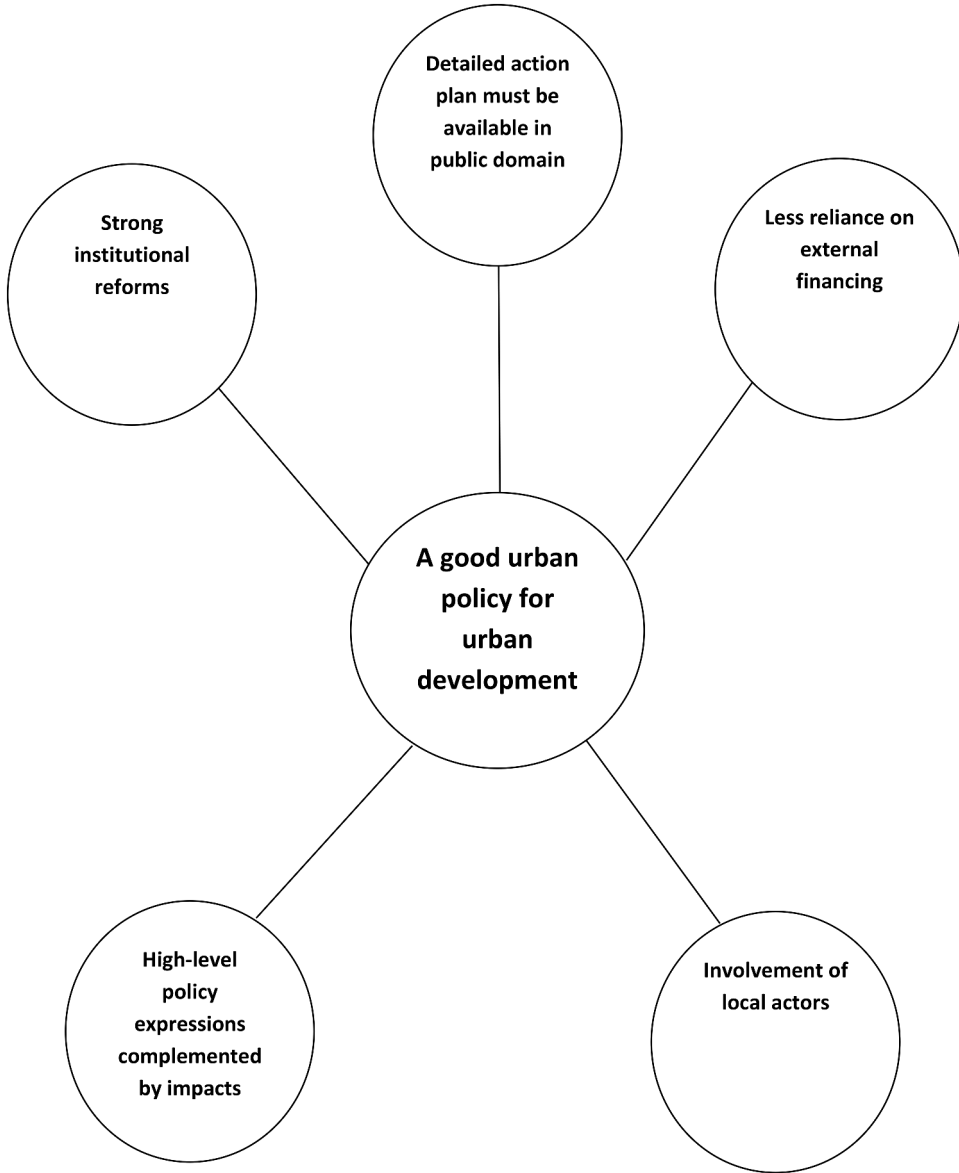 Detailed action
plan must be
available in
public domain
Strong
institutional
reforms
Less reliance on
external
financing
A good urban
policy for
urban
development
High-level
policy
expressions
complemented
by impacts
Involvement of
local actors